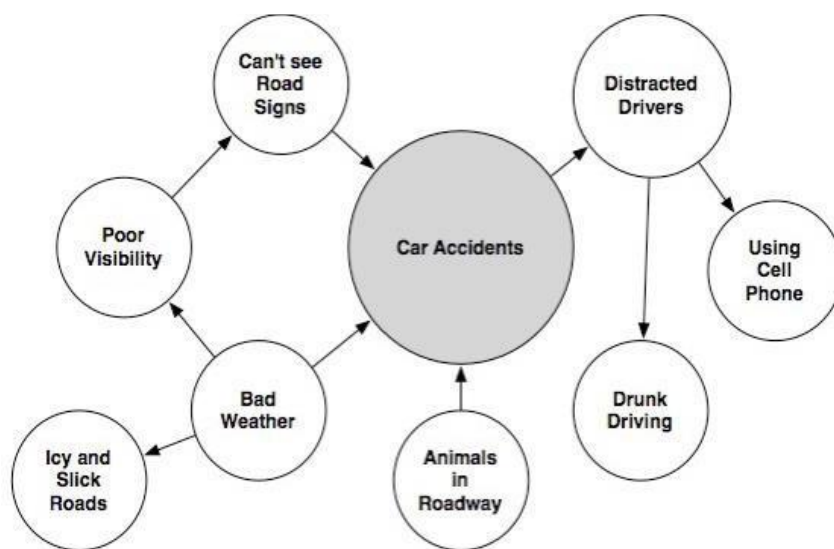 Can't see
Road
Signs
Distracted
Drivers
Poor
Visibility
Car Accidents
Using
Cell
Phone
Bad
Weather
Drunk
Driving
Icy and
Slick
Roads
Animals
in
Roadway